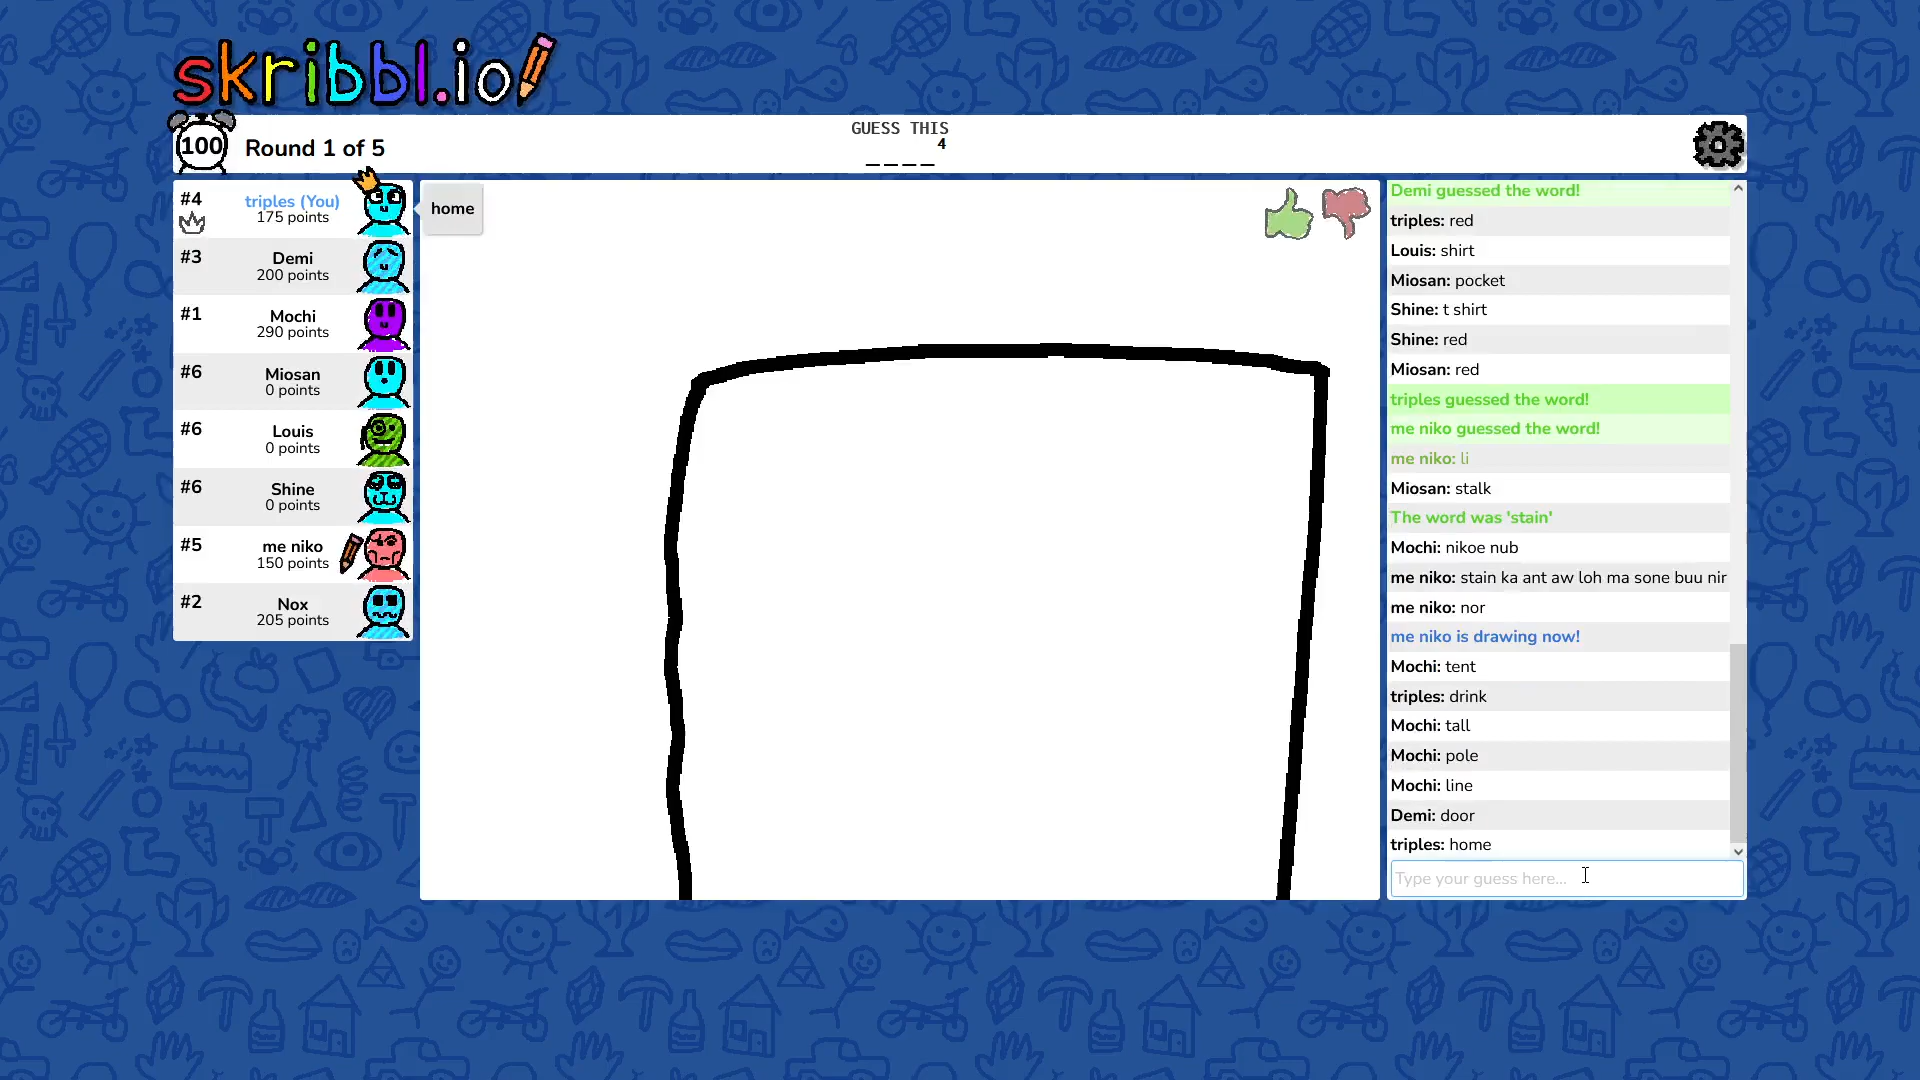 skribbl.io
100
Round 1 of 5
GUESS THIS
____ 4
#4
triples (You)
175 points
#3
Demi
200 points
#1
Mochi
290 points
#6
Miosan
0 points
#6
Louis
0 points
#6
Shine
0 points
#5
me niko
150 points
#2
Nox
205 points
home
Demi guessed the word!
triples: red
Louis: shirt
Miosan: pocket
Shine: t shirt
Shine: red
Miosan: red
triples guessed the word!
me niko guessed the word!
me niko: li
Miosan: stalk
The word was 'stain'
Mochi: nikoe nub
me niko: stain ka ant aw loh ma sone buu nir
me niko: nor
me niko is drawing now!
Mochi: tent
triples: drink
Mochi: tall
Mochi: pole
Mochi: line
Demi: door
triples: home
Type your guess here...